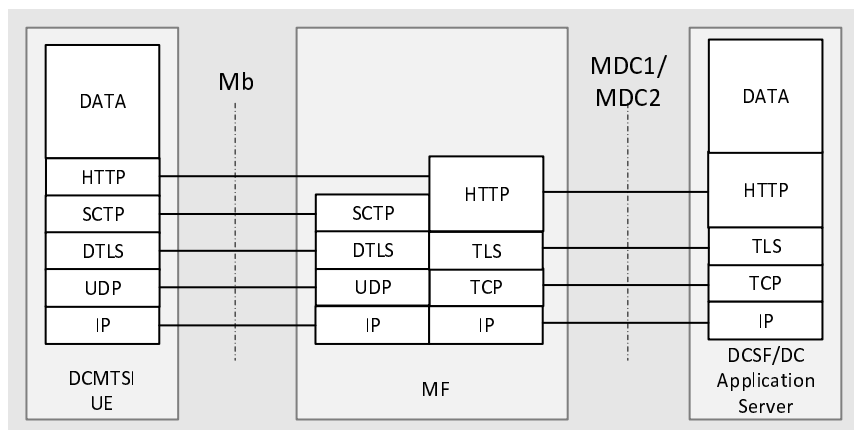 DATA
HTTP
SCTP
DTLS
UDP
IP
DCMTSI
UE
Mb
SCTP
DTLS
UDP
IP
HTTP
TLS
TCP
IP
MF
MDC1/
MDC2
DATA
HTTP
TLS
TCP
IP
DCSF/DC
Application
Server